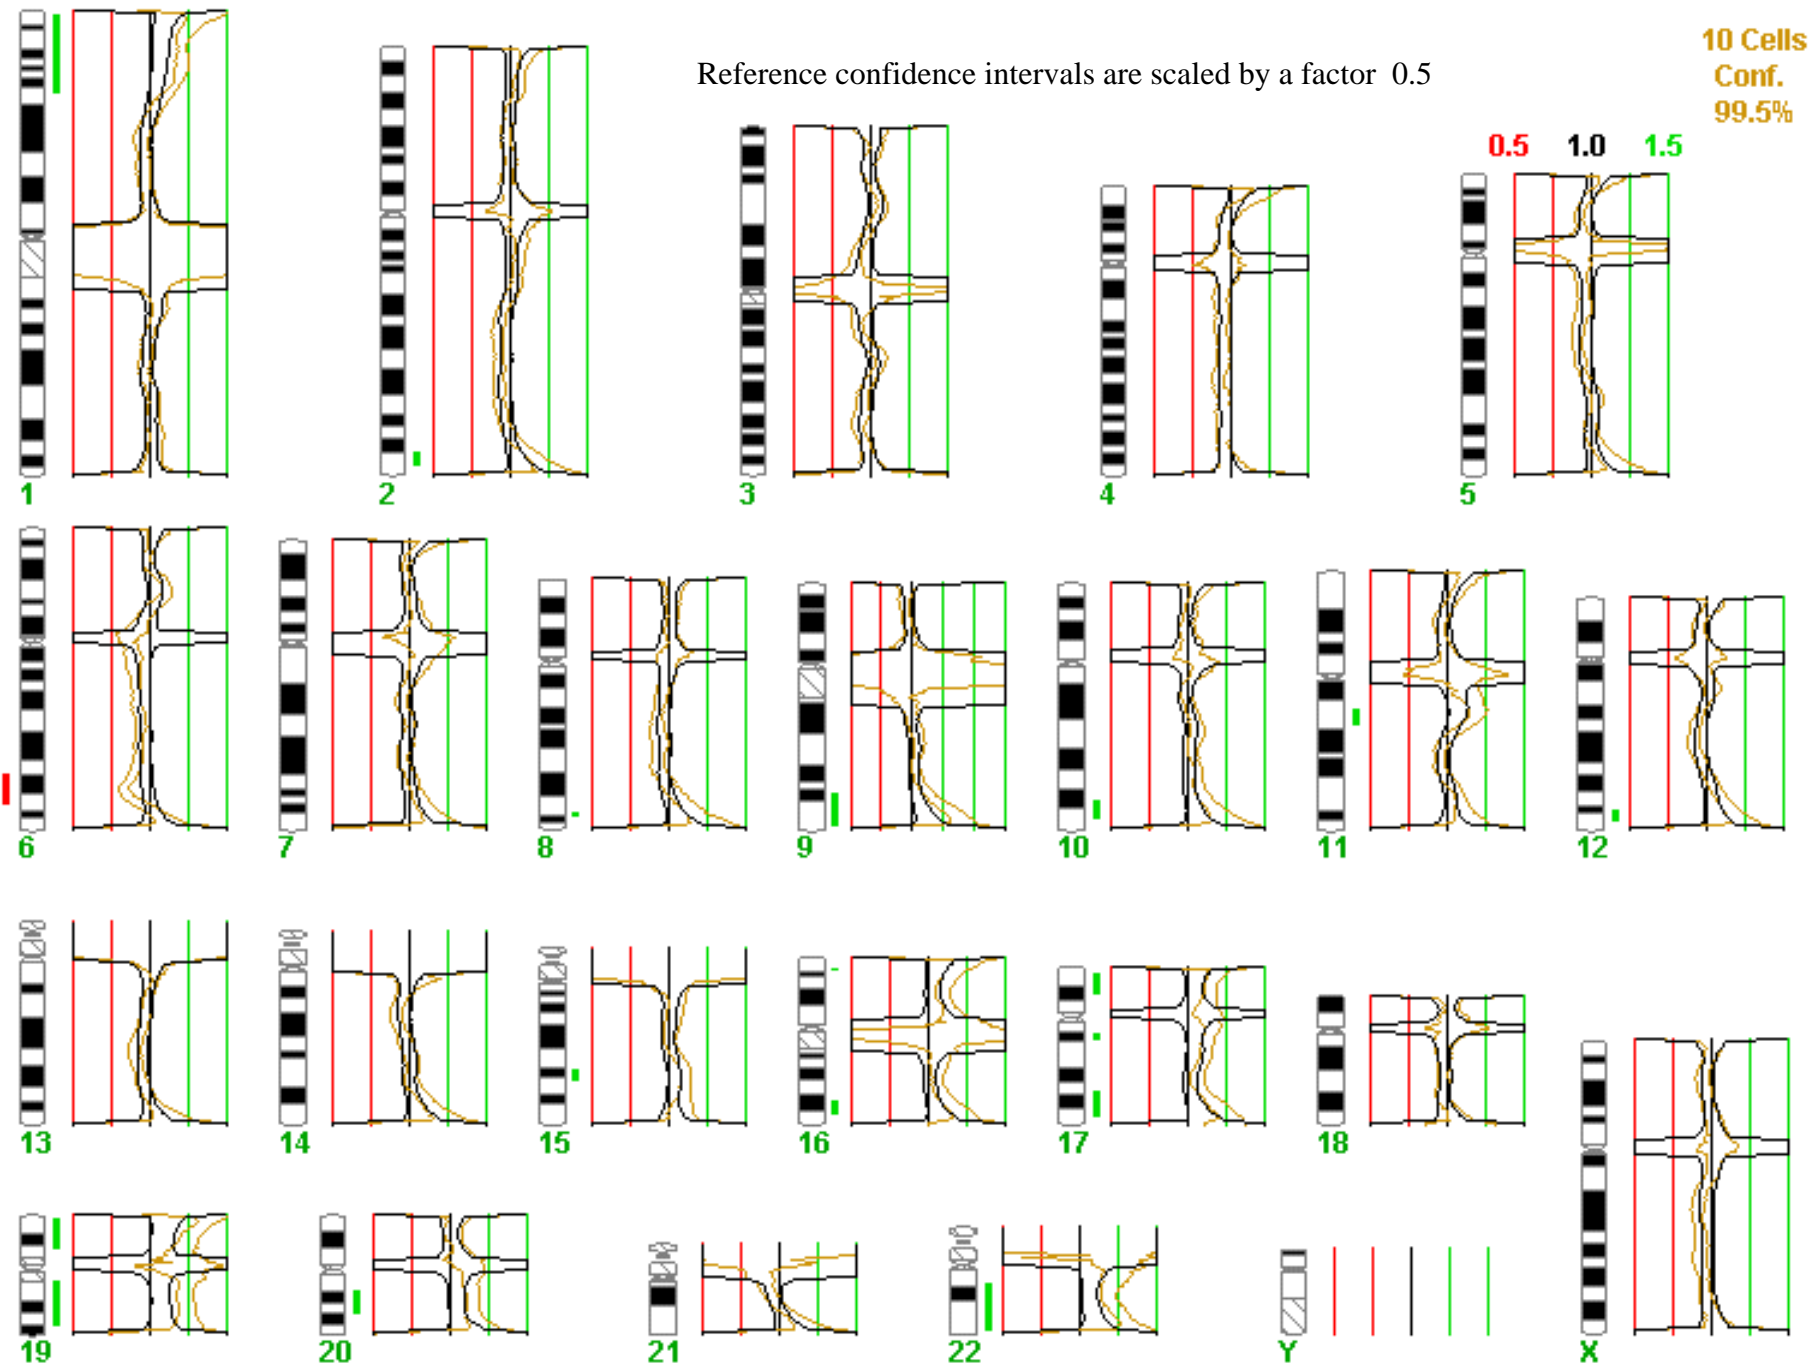 10 Cells
Conf.
99.5%
Reference confidence intervals are scaled by a factor 0.5
0.5 1.0 1.5
1 2 3 4 5
6 7 8 9 10 11 12
13 14 15 16 17 18
19 20 21 22 Y X